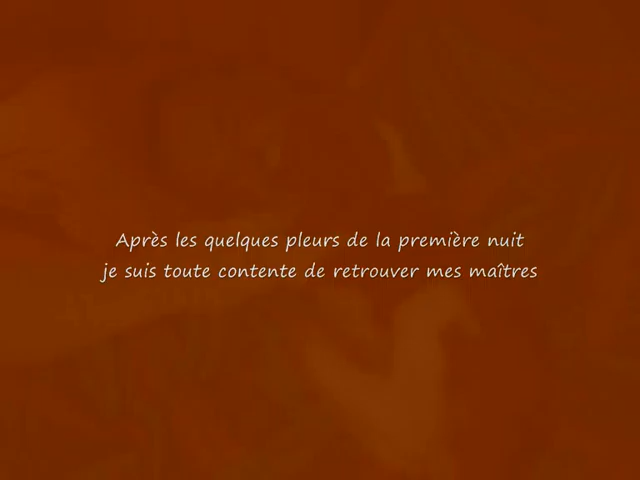 Après les quelques pleurs de la première nuit
je suis toute contente de retrouver mes maîtres